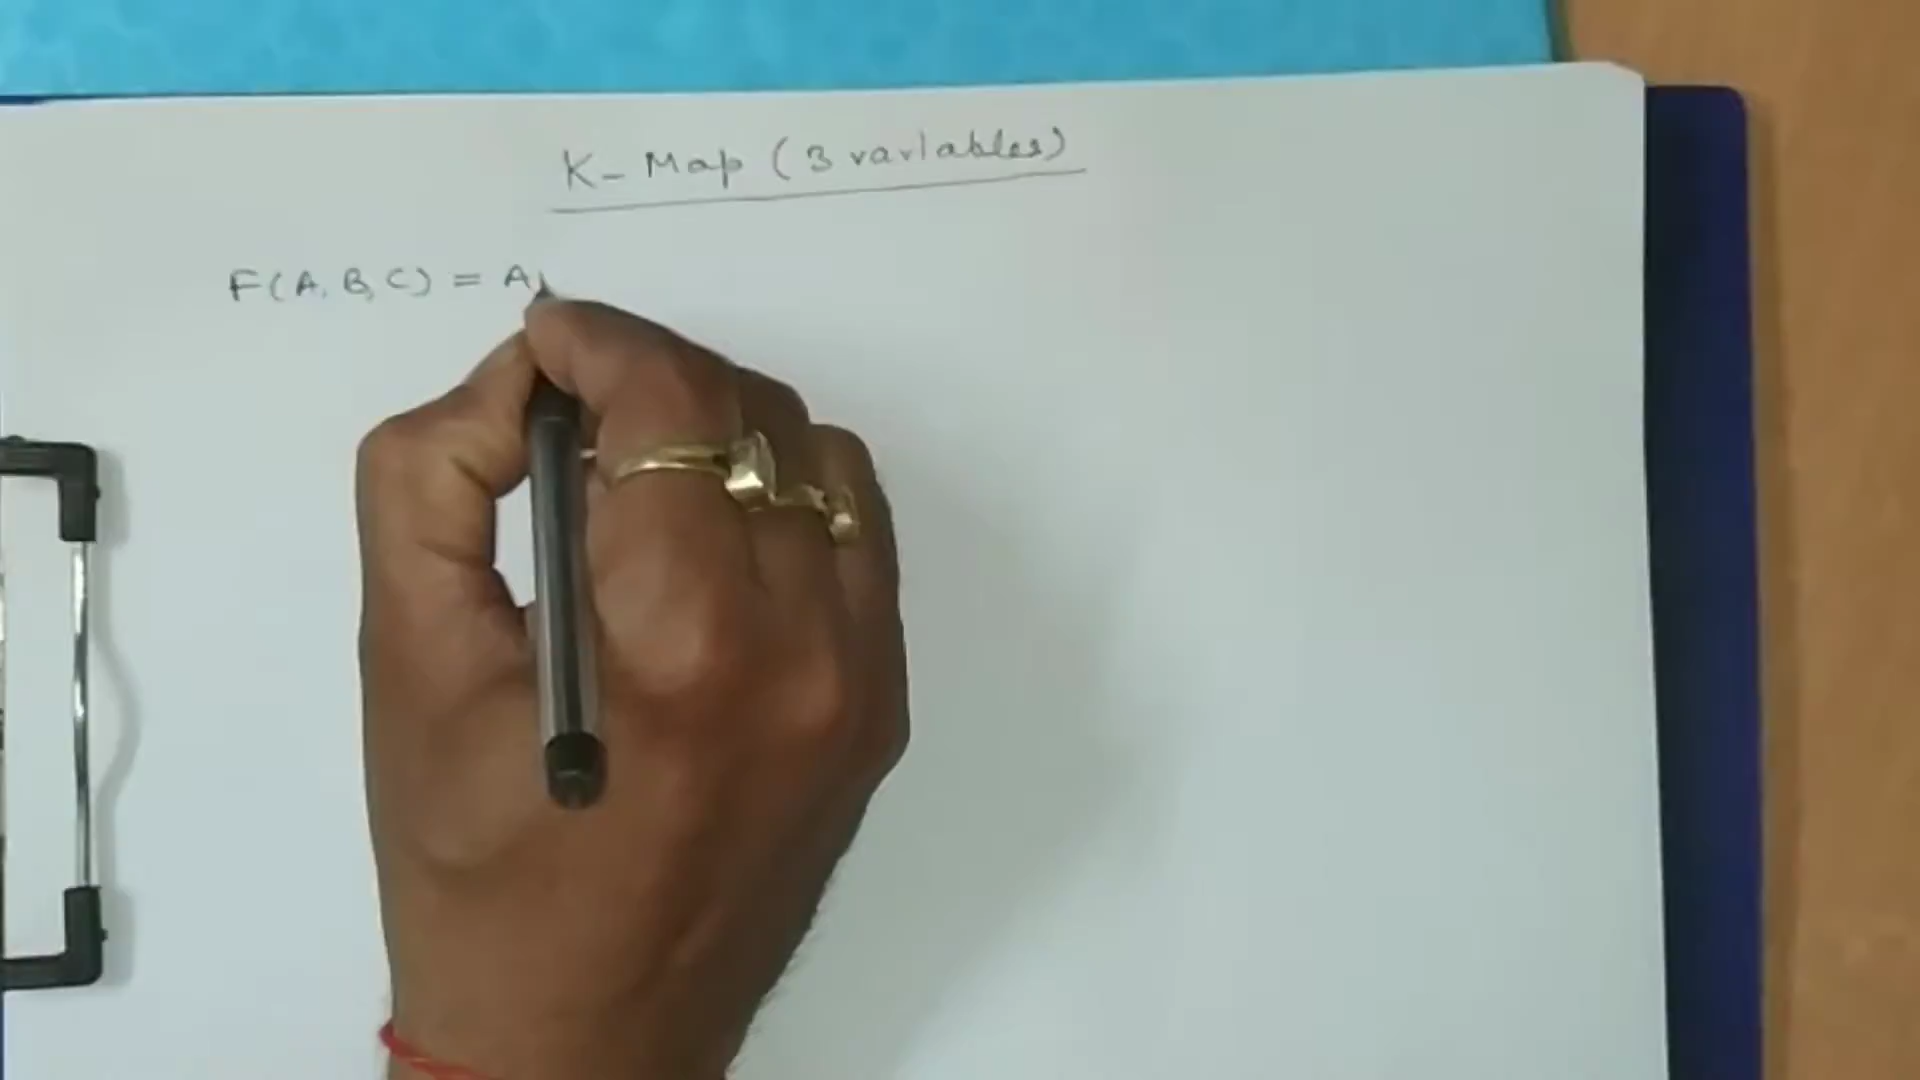 K-Map (3 variables)
F(A, B, C) = A